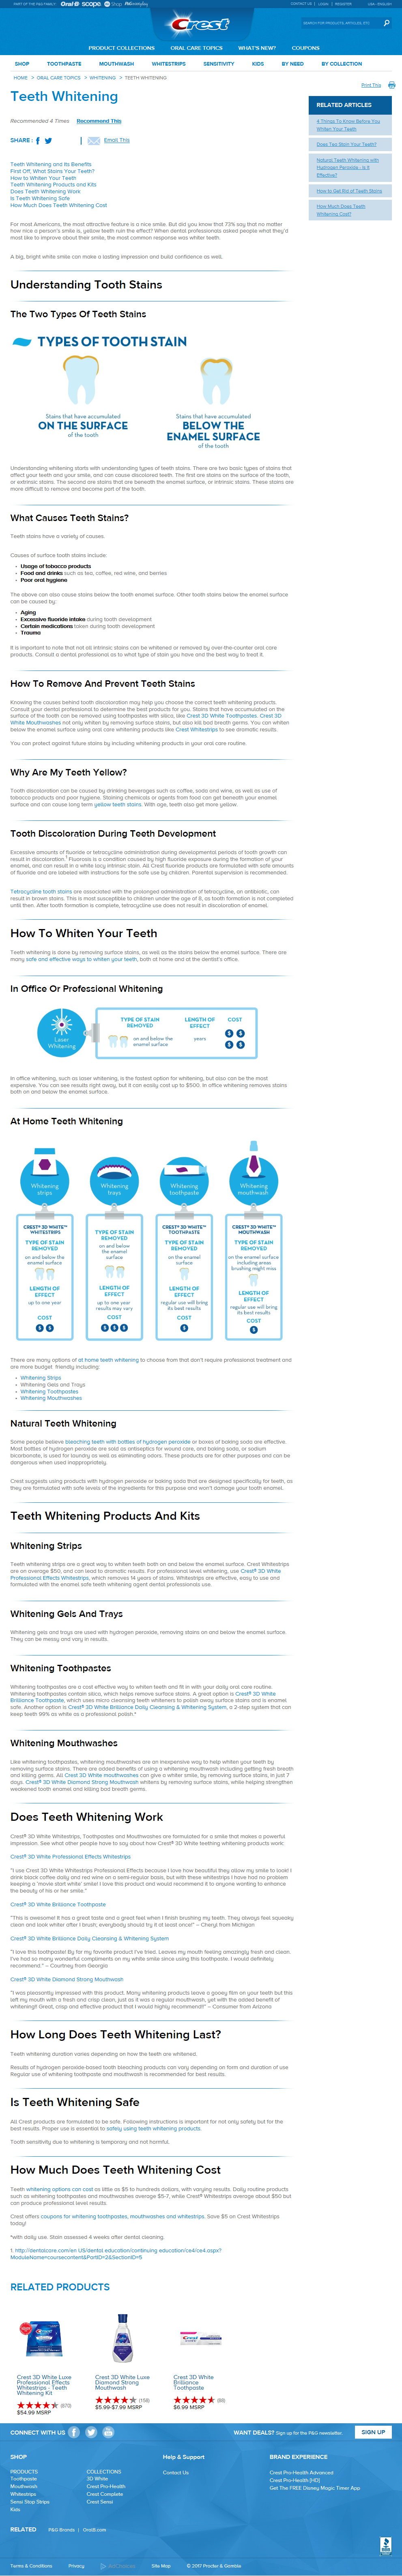 PART OF THE P&G FAMILY
Oral-B
scope
CONTACT US | LOGIN | REGISTER
USA - ENGLISH
Crest
SEARCH FOR PRODUCTS, ARTICLES, ETC
PRODUCT COLLECTIONS ORAL CARE TOPICS WHAT'S NEW? COUPONS
SHOP TOOTHPASTE MOUTHWASH WHITESTRIPS SENSITIVITY KIDS BY NEED BY COLLECTION
HOME > ORAL CARE TOPICS > WHITENING > TEETH WHITENING
Print This
Teeth Whitening
Recommended 4 Times Recommend This
SHARE: | Email This
RELATED ARTICLES
4 Things To Know Before You
Whiten Your Teeth
Does Tea Stain Your Teeth?
Natural Teeth Whitening with
Hydrogen Peroxide - Is it
Effective?
How to Get Rid of Teeth Stains
How Much Does Teeth
Whitening Cost?
Teeth Whitening and Its Benefits
First Off, What Stains Your Teeth?
How to Whiten Your Teeth
Teeth Whitening Products and Kits
Does Teeth Whitening Work
Is Teeth Whitening Safe
How Much Does Teeth Whitening Cost
For most Americans, the most attractive feature is a nice smile. But did you know that 73% say that no matter
how nice a person's smile is, yellow teeth ruin the effect? When dental professionals asked people what they'd
most like to improve about their smile, the most common response was whiter teeth.
A big, bright white smile can make a lasting impression and build confidence as well.
Understanding Tooth Stains
The Two Types Of Teeth Stains
TYPES OF TOOTH STAIN
Stains that have accumulated
ON THE SURFACE
of the tooth
Stains that have accumulated
BELOW THE
ENAMEL SURFACE
of the tooth
Understanding whitening starts with understanding types of teeth stains. There are two basic types of stains that
affect your teeth and your smile, and can cause discolored teeth. The first are stains on the surface of the tooth,
or extrinsic stains. The second are stains that are beneath the enamel surface, or intrinsic stains. These stains are
more difficult to remove and become part of the tooth.
What Causes Teeth Stains?
Teeth stains have a variety of causes.
Causes of surface tooth stains include:
• Usage of tobacco products
• Food and drinks such as tea, coffee, red wine, and berries
• Poor oral hygiene
The above can also cause stains below the tooth enamel surface. Other tooth stains below the enamel surface
can be caused by:
• Aging
• Excessive fluoride intake during tooth development
• Certain medications taken during tooth development
• Trauma
It is important to note that not all intrinsic stains can be whitened or removed by over-the-counter oral care
products. Consult a dental professional as to what type of stain you have and the best way to treat it.
How To Remove And Prevent Teeth Stains
Knowing the causes behind tooth discoloration may help you choose the correct teeth whitening products.
Consult your dental professional to determine the best products for you. Stains that have accumulated on the
surface of the tooth can be removed using toothpastes with silica, like Crest 3D White Toothpastes. Crest 3D
White Mouthwashes not only whiten by removing surface stains, but also kill bad breath germs. You can whiten
below the enamel surface using oral care whitening products like Crest Whitestrips to see dramatic results.
You can protect against future stains by including whitening products in your oral care routine.
Why Are My Teeth Yellow?
Tooth discoloration can be caused by drinking beverages such as coffee, soda and wine, as well as use of
tobacco products and poor hygiene. Staining chemicals or agents from food can get beneath your enamel
surface and can cause long term yellow teeth stains. With age, teeth also get more yellow.
Tooth Discoloration During Teeth Development
Excessive amounts of fluoride or tetracycline administration during developmental periods of tooth growth can
result in discoloration.1 Fluorosis is a condition caused by high fluoride exposure during the formation of your
enamel, and can result in a white lacy intrinsic stain. All Crest fluoride products are formulated with safe amounts
of fluoride and are labeled with instructions for the safe use by children. Parental supervision is recommended.
Tetracycline tooth stains are associated with the prolonged administration of tetracycline, an antibiotic, can
result in brown stains. This is most susceptible to children under the age of 8, as tooth formation is not completed
until then. After tooth formation is complete, tetracycline use does not result in discoloration of enamel.
How To Whiten Your Teeth
Teeth whitening is done by removing surface stains, as well as the stains below the enamel surface. There are
many safe and effective ways to whiten your teeth, both at home and at the dentist's office.
In Office Or Professional Whitening
Laser
Whitening
TYPE OF STAIN
REMOVED
on and below the
enamel surface
LENGTH OF
EFFECT
years
COST
$ $
$ $
In office whitening, such as laser whitening, is the fastest option for whitening, but also can be the most
expensive. You can see results right away, but it can easily cost up to $500. In office whitening removes stains
both on and below the enamel surface.
At Home Teeth Whitening
Whitening
strips
CREST® 3D WHITE™
WHITESTRIPS
TYPE OF STAIN
REMOVED
on and below the
enamel surface
LENGTH OF
EFFECT
up to one year
COST
$ $
Whitening
trays
TYPE OF STAIN
REMOVED
on and below
the enamel
surface
LENGTH OF
EFFECT
up to one year
results may vary
COST
$ $ $
Whitening
toothpaste
CREST® 3D WHITE™
TOOTHPASTE
TYPE OF STAIN
REMOVED
on the enamel
surface
LENGTH OF
EFFECT
regular use will bring
its best results
COST
$
Whitening
mouthwash
CREST® 3D WHITE™
MOUTHWASH
TYPE OF STAIN
REMOVED
on the enamel surface
including areas
brushing might miss
LENGTH OF
EFFECT
regular use will bring
its best results
COST
$
There are many options of at home teeth whitening to choose from that don't require professional treatment and
are more budget friendly including:
• Whitening Strips
• Whitening Gels and Trays
• Whitening Toothpastes
• Whitening Mouthwashes
Natural Teeth Whitening
Some people believe bleaching teeth with bottles of hydrogen peroxide or boxes of baking soda are effective.
Most bottles of hydrogen peroxide are sold as antiseptics for wound care, and baking soda, or sodium
bicarbonate, is used for laundry as well as eliminating odors. These products are for other purposes and can be
dangerous when used inappropriately.
Crest suggests using products with hydrogen peroxide or baking soda that are designed specifically for teeth, as
they are formulated with safe levels of the ingredients for this purpose and won't damage your tooth enamel.
Teeth Whitening Products And Kits
Whitening Strips
Teeth whitening strips are a great way to whiten teeth both on and below the enamel surface. Crest Whitestrips
are on average $50, and can lead to dramatic results. For professional level whitening, use Crest® 3D White
Professional Effects Whitestrips, which removes 14 years of stains. Whitestrips are effective, easy to use and
formulated with the same teeth whitening agent dental professionals use.
Whitening Gels And Trays
Whitening gels and trays are used with hydrogen peroxide, removing stains on and below the enamel surface.
They can be messy and vary in results.
Whitening Toothpastes
Whitening toothpastes are a cost effective way to whiten teeth and fit in with your daily oral care routine.
Whitening toothpastes contain silica, which helps remove surface stains. A great option is Crest® 3D White
Brilliance Toothpaste, which uses micro cleansing teeth whiteners to polish away surface stains and is enamel
safe. Another option is Crest® 3D White Brilliance Daily Cleansing & Whitening System, a 2-step system that can
keep teeth 99% as white as a professional polish.*
Whitening Mouthwashes
Like whitening toothpastes, whitening mouthwashes are an inexpensive way to help whiten your teeth by
removing surface stains. There are added benefits of using a whitening mouthwash including getting fresh breath
and killing germs. All Crest 3D White mouthwashes can give a whiter smile, by removing surface stains, in just 7
days. Crest® 3D White Diamond Strong Mouthwash whitens by removing surface stains, while helping strengthen
weakened tooth enamel and killing bad breath germs.
Does Teeth Whitening Work
Crest® 3D White Whitestrips, Toothpastes and Mouthwashes are formulated for a smile that makes a powerful
impression. See what other people have to say about how Crest® 3D White teeth whitening products work:
Crest® 3D White Professional Effects Whitestrips
"I use Crest 3D White Whitestrips Professional Effects because I love how beautiful they allow my smile to look! I
drink black coffee daily and red wine on a semi-regular basis, but with these whitestrips I have had no problem
keeping a 'movie start white' smile! I love this product and would recommend it to anyone wanting to enhance
the beauty of his or her smile."
Crest® 3D White Brilliance Toothpaste
"This is awesome! It has a great taste and a great feel when I finish brushing my teeth. They always feel squeaky
clean and look whiter than when I brush; everybody should try it at least once!" – Cheryl from Michigan
Crest® 3D White Brilliance Daily Cleansing & Whitening System
"I love this toothpaste! By far my favorite product I've tried. Leaves my mouth feeling amazingly fresh and clean.
I've had so many wonderful compliments on my white smile since using this toothpaste. I would definitely
recommend." – Courtney from Georgia
Crest® 3D White Diamond Strong Mouthwash
"I was pleasantly impressed with this product. Many whitening products leave a gooey film on your teeth but this
left my mouth with a fresh and crisp clean, just as it was a regular mouthwash, yet with the added benefit of
whitening!! Great, crisp and effective product that I would highly recommend!!" – Consumer from Arizona
How Long Does Teeth Whitening Last?
Teeth whitening duration varies depending on how the teeth are whitened.
Results of hydrogen peroxide-based tooth bleaching products can vary depending on form and duration of use.
Regular use of whitening toothpaste and mouthwash is recommended for best results.
Is Teeth Whitening Safe
All Crest products are formulated to be safe. Following instructions is important for not only safety but for the
best results. Proper use is essential to safely using teeth whitening products.
Tooth sensitivity due to whitening is temporary and not harmful.
How Much Does Teeth Whitening Cost
Teeth whitening options can cost as little as $5 to hundreds of dollars, with varying results. Daily routine products
such as whitening toothpastes and mouthwashes average $5-7, while Crest® Whitestrips average about $50 but
can produce professional level results.
Crest offers coupons for whitening toothpastes, mouthwashes and whitestrips. Save $5 on Crest Whitestrips
today!
*with daily use. Stain assessed 4 weeks after dental cleaning.
1. http://dentalcare.com/en US/dental education/continuing education/ce4/ce4.aspx?
ModuleName=coursecontent&PartID=2&SectionID=5
RELATED PRODUCTS
Crest 3D White Luxe
Professional Effects
Whitestrips - Teeth
Whitening Kit
(870)
$54.99 MSRP
Crest 3D White Luxe
Diamond Strong
Mouthwash
(159)
$5.99-$7.99 MSRP
Crest 3D White
Brilliance
Toothpaste
(88)
$6.99 MSRP
CONNECT WITH US
WANT DEALS? Sign up for the P&G newsletter. SIGN UP
SHOP
PRODUCTS
Toothpaste
Mouthwash
Whitestrips
Sensi Stop Strips
Kids
COLLECTIONS
3D White
Crest Pro-Health
Crest Complete
Crest Sensi
Help & Support
Contact Us
BRAND EXPERIENCE
Crest Pro-Health Advanced
Crest Pro-Health [HD]
Get The FREE Disney Magic Timer App
RELATED P&G Brands | OralB.com
BBB
Terms & Conditions Privacy AdChoices Site Map © 2017 Procter & Gamble